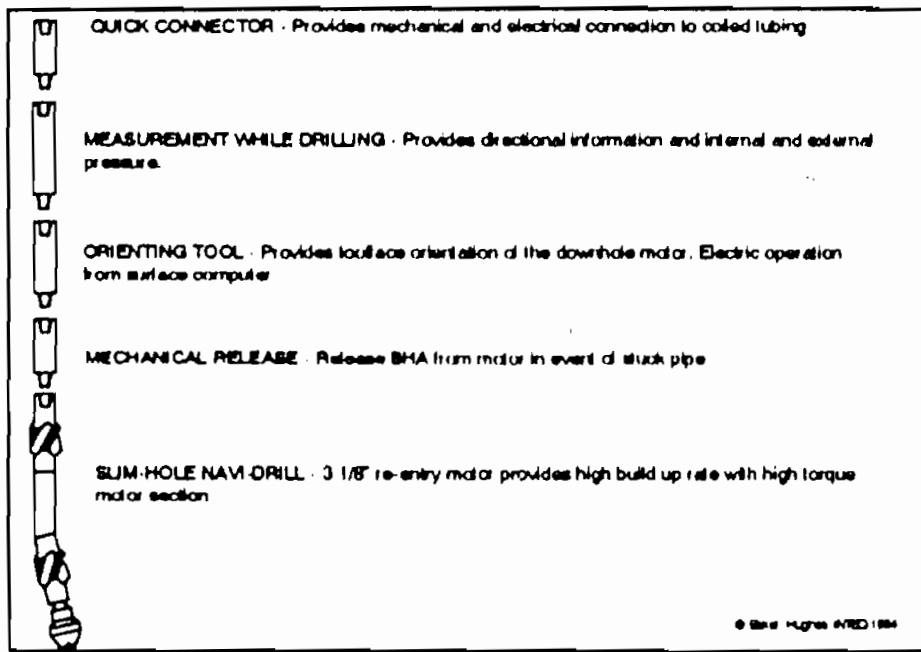 QUICK CONNECTOR - Provides mechanical and electrical connection to coiled tubing
MEASUREMENT WHILE DRILLING - Provides directional information and internal and external
pressure.
ORIENTING TOOL - Provides toolface orientation of the downhole motor. Electric operation
from surface computer
MECHANICAL RELEASE - Release BHA from motor in event of stuck pipe
SLIM-HOLE NAVI-DRILL - 3 1/8" re-entry motor provides high build up rate with high torque
motor section
© Baker Hughes INTEQ 1994